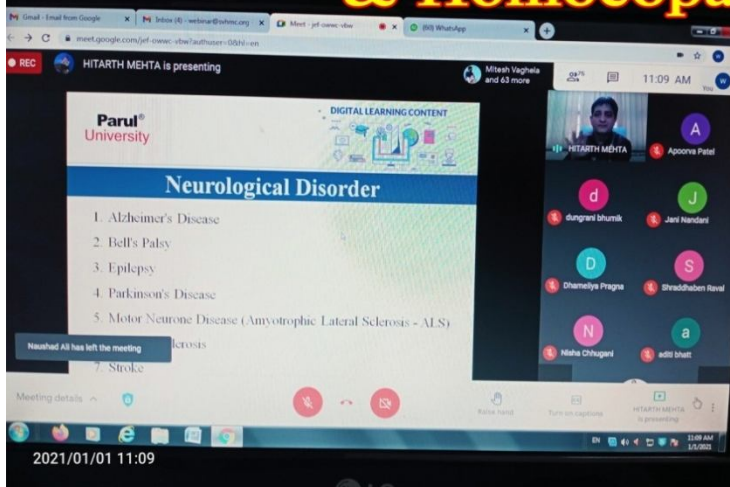 & Homoeopa
Gmail - Email from Google
Inbox (4) - webinar@
Meet - jef-owwc-vbw
(60) WhatsApp
meet.google.com/jef-owwc-vbw?authuser=0&hl=en
REC
HITARTH MEHTA is presenting
Mitesh Vaghela
and 63 more
11:09 AM
You
Parul®
University
DIGITAL LEARNING CONTENT
Neurological Disorder
1. Alzheimer's Disease
2. Bell's Palsy
3. Epilepsy
4. Parkinson's Disease
5. Motor Neurone Disease (Amyotrophic Lateral Sclerosis - ALS)
lerosis
7. Stroke
Naushad Ali has left the meeting
HITARTH MEHTA
Apoorva Patel
dungrani bhumik
Jani Nandani
Dhameliya Pragna
Shraddhaben Raval
Nisha Chhugani
aditi bhatt
A
d
J
D
S
N
a
Meeting details
Raise hand
Turn on captions
HITARTH MEHTA
is presenting
EN
11:09 AM
1/1/2021
2021/01/01 11:09